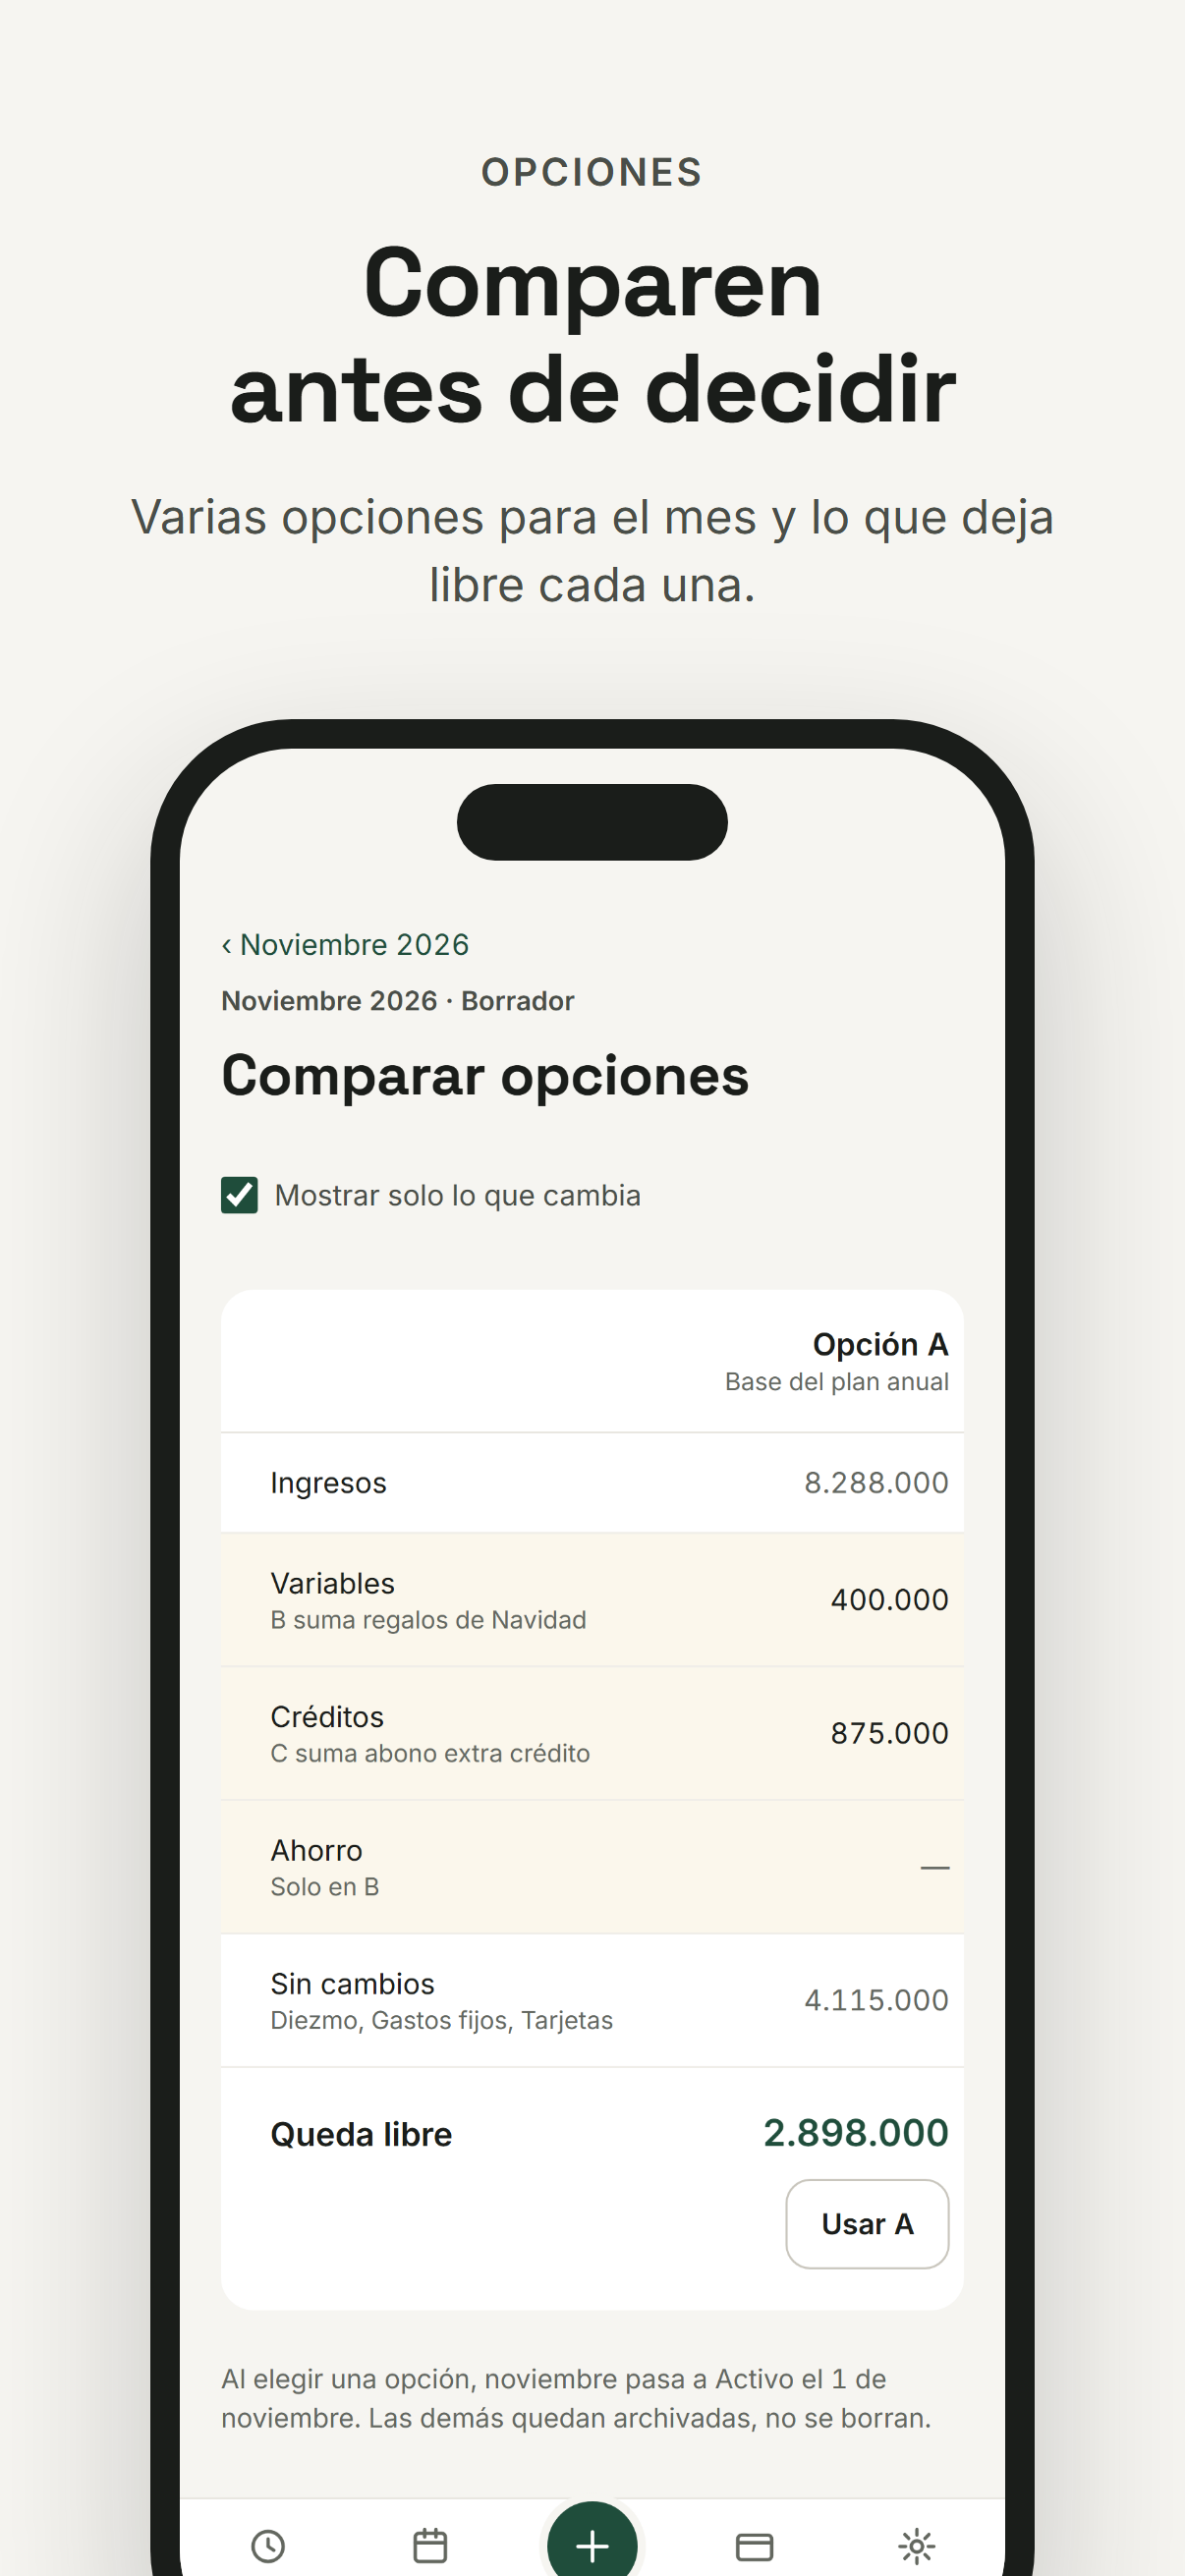 OPCIONES
Comparen
antes de decidir
Varias opciones para el mes y lo que deja
libre cada una.
‹ Noviembre 2026
Noviembre 2026 · Borrador
Comparar opciones
Mostrar solo lo que cambia
Opción A
Base del plan anual
Ingresos 8.288.000
Variables 400.000
B suma regalos de Navidad
Créditos 875.000
C suma abono extra crédito
Ahorro —
Solo en B
Sin cambios 4.115.000
Diezmo, Gastos fijos, Tarjetas
Queda libre 2.898.000
Usar A
Al elegir una opción, noviembre pasa a Activo el 1 de
noviembre. Las demás quedan archivadas, no se borran.